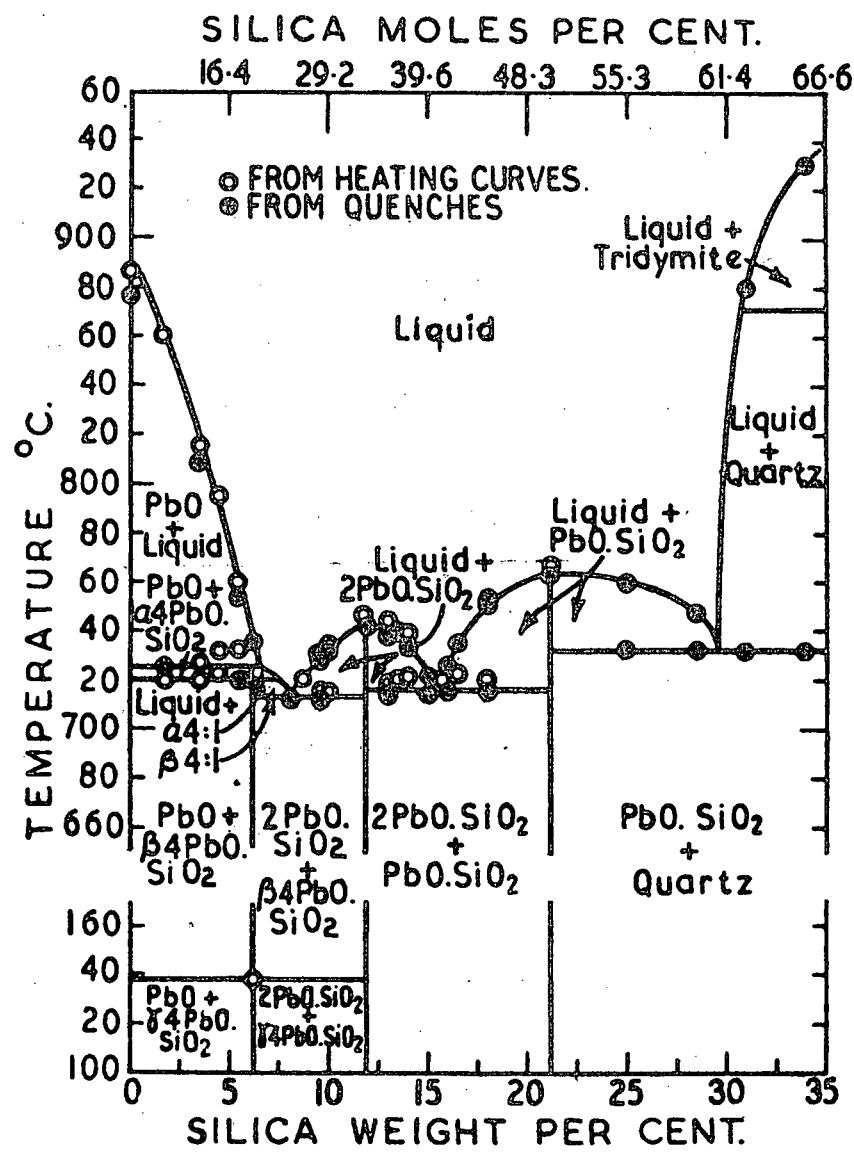 SILICA MOLES PER CENT.
16·4 29·2 39·6 48·3 55·3 61·4 66·6
60
40
20
900
80
60
40
20
800
80
60
40
20
700
80
660
160
40
20
100
TEMPERATURE °C.
FROM HEATING CURVES.
FROM QUENCHES
Liquid +
Tridymite
Liquid
Liquid
+
Quartz
PbO
+
Liquid
PbO+
α4PbO.
SiO2
Liquid+
2PbO.SiO2
Liquid +
PbO.SiO2
Liquid+
α4:1
β4:1
PbO+
β4PbO.
SiO2
2PbO.
SiO2
+
β4PbO.
SiO2
2PbO.SiO2
+
PbO.SiO2
PbO. SiO2
+
Quartz
PbO +
γ4PbO.
SiO2
2PbO.SiO2
+
γ4PbO.SiO2
0 5 10 15 20 25 30 35
SILICA WEIGHT PER CENT.